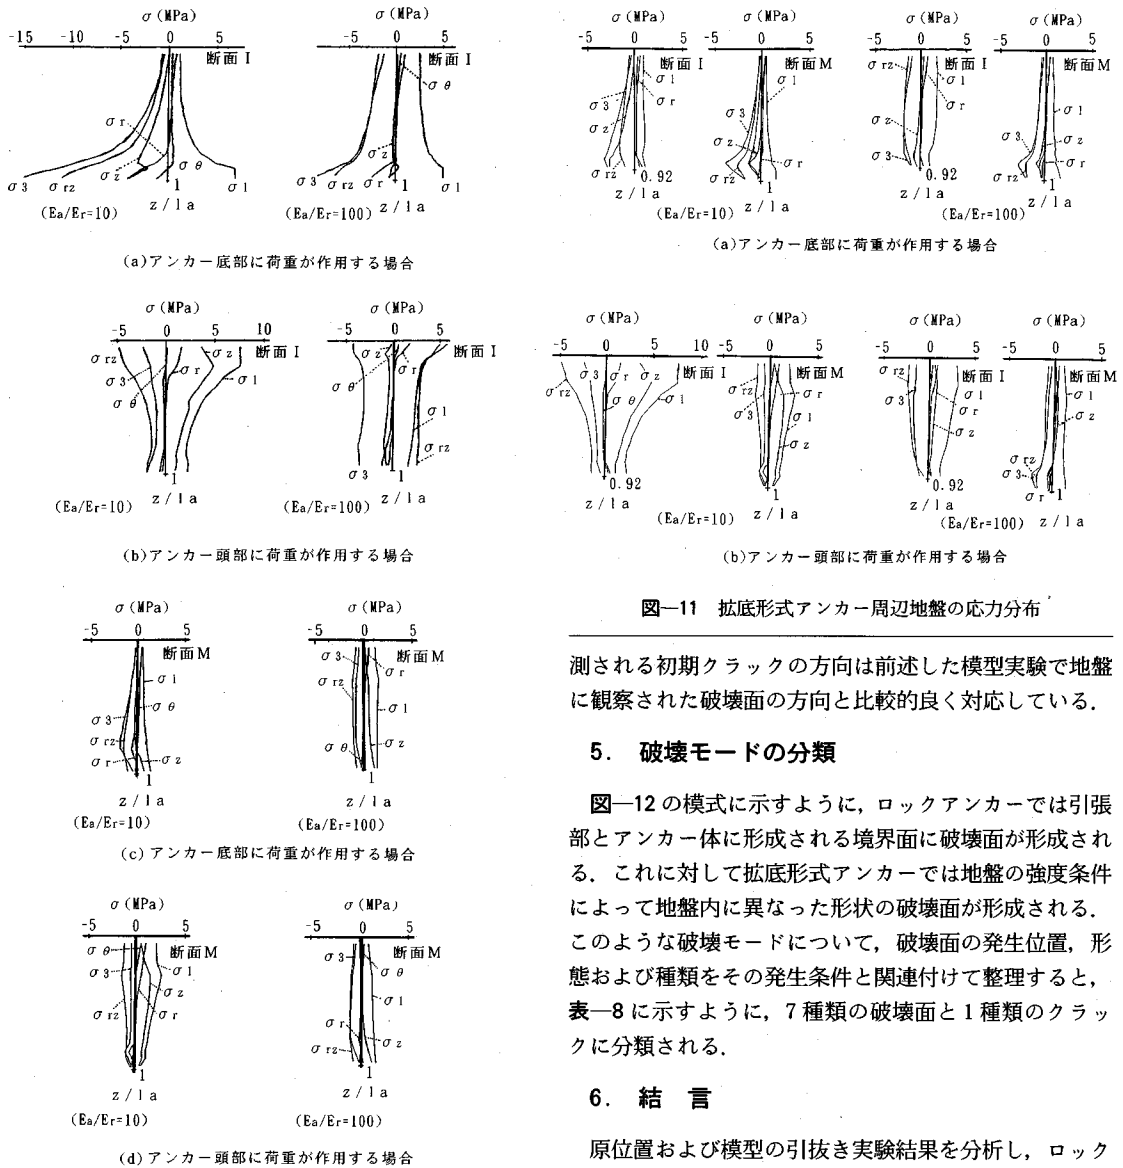 σ (MPa)
-15 -10 -5 0 5
断面 I
σ r
σ θ
σ 3 σ rz σ z 1 σ 1
z / l a
(Ea/Er=10)
σ (MPa)
-5 0 5
断面 I
σ θ
σ z
σ 3 σ rz σ r 1 σ 1
z / l a
(Ea/Er=100)
(a)アンカー底部に荷重が作用する場合
σ (MPa)
-5 0 5 10
断面 I
σ rz σ z
σ 3 σ r σ 1
σ θ
1
z / l a
(Ea/Er=10)
σ (MPa)
-5 0 5
断面 I
σ z σ r
σ θ
σ 1
σ rz
σ 3 1
z / l a
(Ea/Er=100)
(b)アンカー頭部に荷重が作用する場合
σ (MPa)
-5 0 5
断面 M
σ 1
σ θ
σ 3
σ rz
σ r σ z
1
z / l a
(Ea/Er=10)
σ (MPa)
-5 0 5
断面 M
σ 3 σ r
σ rz
σ 1
σ θ σ z
1
z / l a
(Ea/Er=100)
(c)アンカー底部に荷重が作用する場合
σ (MPa)
-5 0 5
断面 M
σ θ
σ 3 σ 1
σ z
σ rz σ r
1
z / l a
(Ea/Er=10)
σ (MPa)
-5 0 5
断面 M
σ 3 σ θ
σ 1
σ r
σ rz σ z
1
z / l a
(Ea/Er=100)
(d)アンカー頭部に荷重が作用する場合
σ (MPa)
-5 0 5
断面 I
σ 1
σ 3 σ r
σ z
σ rz 0.92
z / l a
σ (MPa)
-5 0 5
断面 M
σ 1
σ 3
σ z
σ rz σ r
1
z / l a
(Ea/Er=10)
σ (MPa)
-5 0 5
断面 I
σ rz σ 1
σ r
σ z
σ 3
0.92
z / l a
σ (MPa)
-5 0 5
断面 M
σ 1
σ 3 σ z
σ r
σ rz
1
z / l a
(Ea/Er=100)
(a)アンカー底部に荷重が作用する場合
σ (MPa)
-5 0 5 10
断面 I
σ rz σ 3 σ r σ z
σ θ σ 1
0.92
z / l a
σ (MPa)
-5 0 5
断面 M
σ rz σ r
σ 3 σ 1
σ z
1
z / l a
(Ea/Er=10)
σ (MPa)
-5 0 5
断面 I
σ rz
σ 3 σ 1
σ r
σ z
0.92
z / l a
σ (MPa)
-5 0 5
断面 M
σ 1
σ z
σ rz
σ 3
σ r 1
z / l a
(Ea/Er=100)
(b)アンカー頭部に荷重が作用する場合
図―11 拡底形式アンカー周辺地盤の応力分布
測される初期クラックの方向は前述した模型実験で地盤
に観察された破壊面の方向と比較的良く対応している．
5． 破壊モードの分類
図―12 の模式に示すように，ロックアンカーでは引張
部とアンカー体に形成される境界面に破壊面が形成され
る．これに対して拡底形式アンカーでは地盤の強度条件
によって地盤内に異なった形状の破壊面が形成される．
このような破壊モードについて，破壊面の発生位置，形
態および種類をその発生条件と関連付けて整理すると，
表―8 に示すように，7 種類の破壊面と 1 種類のクラッ
クに分類される．
6． 結 言
原位置および模型の引抜き実験結果を分析し，ロック